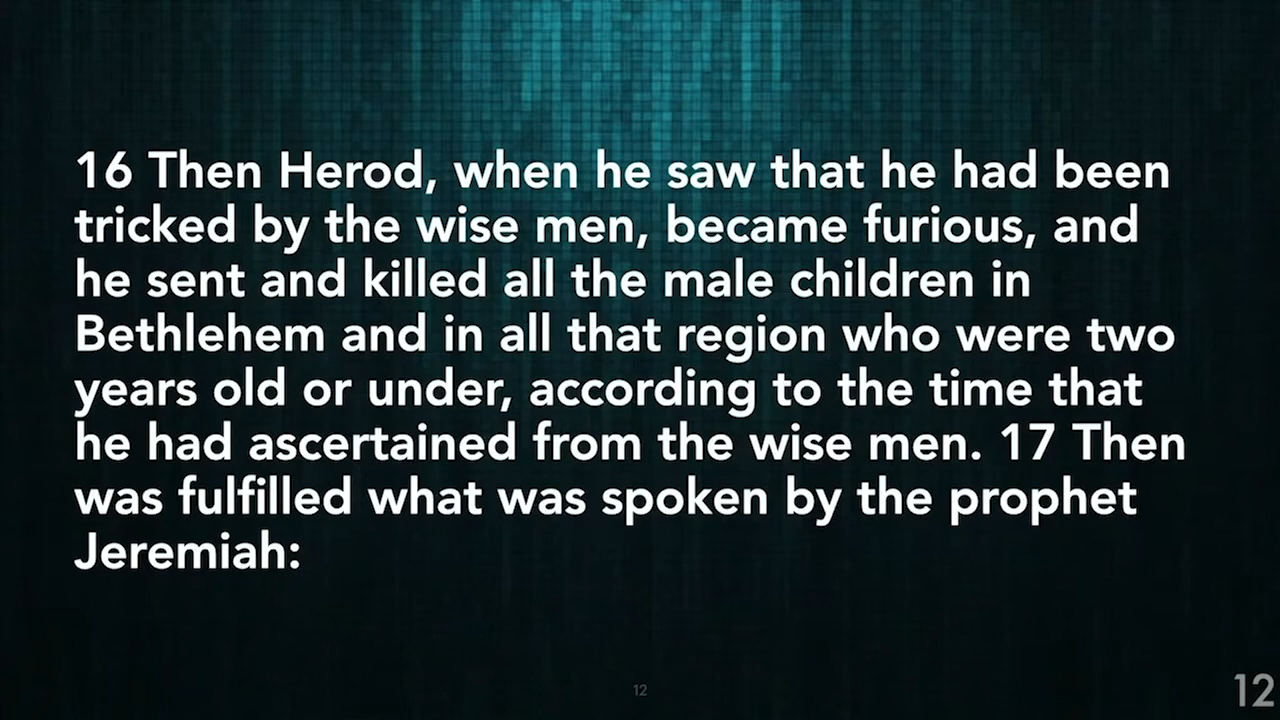 16 Then Herod, when he saw that he had been
tricked by the wise men, became furious, and
he sent and killed all the male children in
Bethlehem and in all that region who were two
years old or under, according to the time that
he had ascertained from the wise men. 17 Then
was fulfilled what was spoken by the prophet
Jeremiah:
12
12